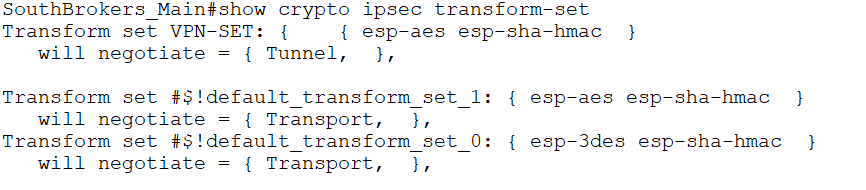 SouthBrokers_Main#show crypto ipsec transform-set
Transform set VPN-SET: {    { esp-aes esp-sha-hmac  }
   will negotiate = { Tunnel,  },

Transform set #$!default_transform_set_1: { esp-aes esp-sha-hmac  }
   will negotiate = { Transport,  },
Transform set #$!default_transform_set_0: { esp-3des esp-sha-hmac  }
   will negotiate = { Transport,  },